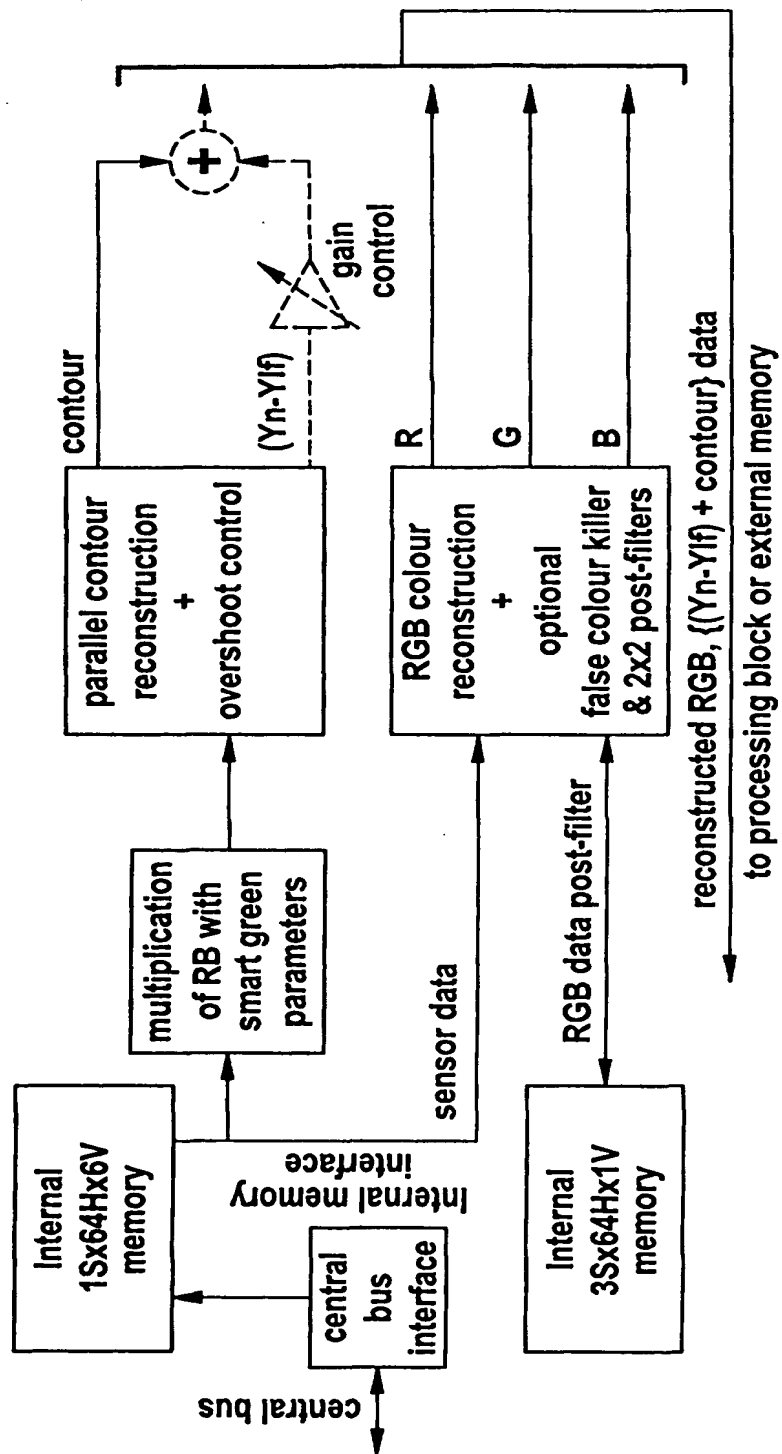 central bus
central
bus
interface
Internal
1Sx64Hx6V
memory
Internal memory
interface
multiplication
of RB with
smart green
parameters
parallel contour
reconstruction
+
overshoot control
contour
(Yn-Ylf)
gain
control
+
sensor data
RGB colour
reconstruction
+
optional
false colour killer
& 2x2 post-filters
R
G
B
Internal
3Sx64Hx1V
memory
RGB data post-filter
reconstructed RGB, {(Yn-Ylf) + contour} data
to processing block or external memory